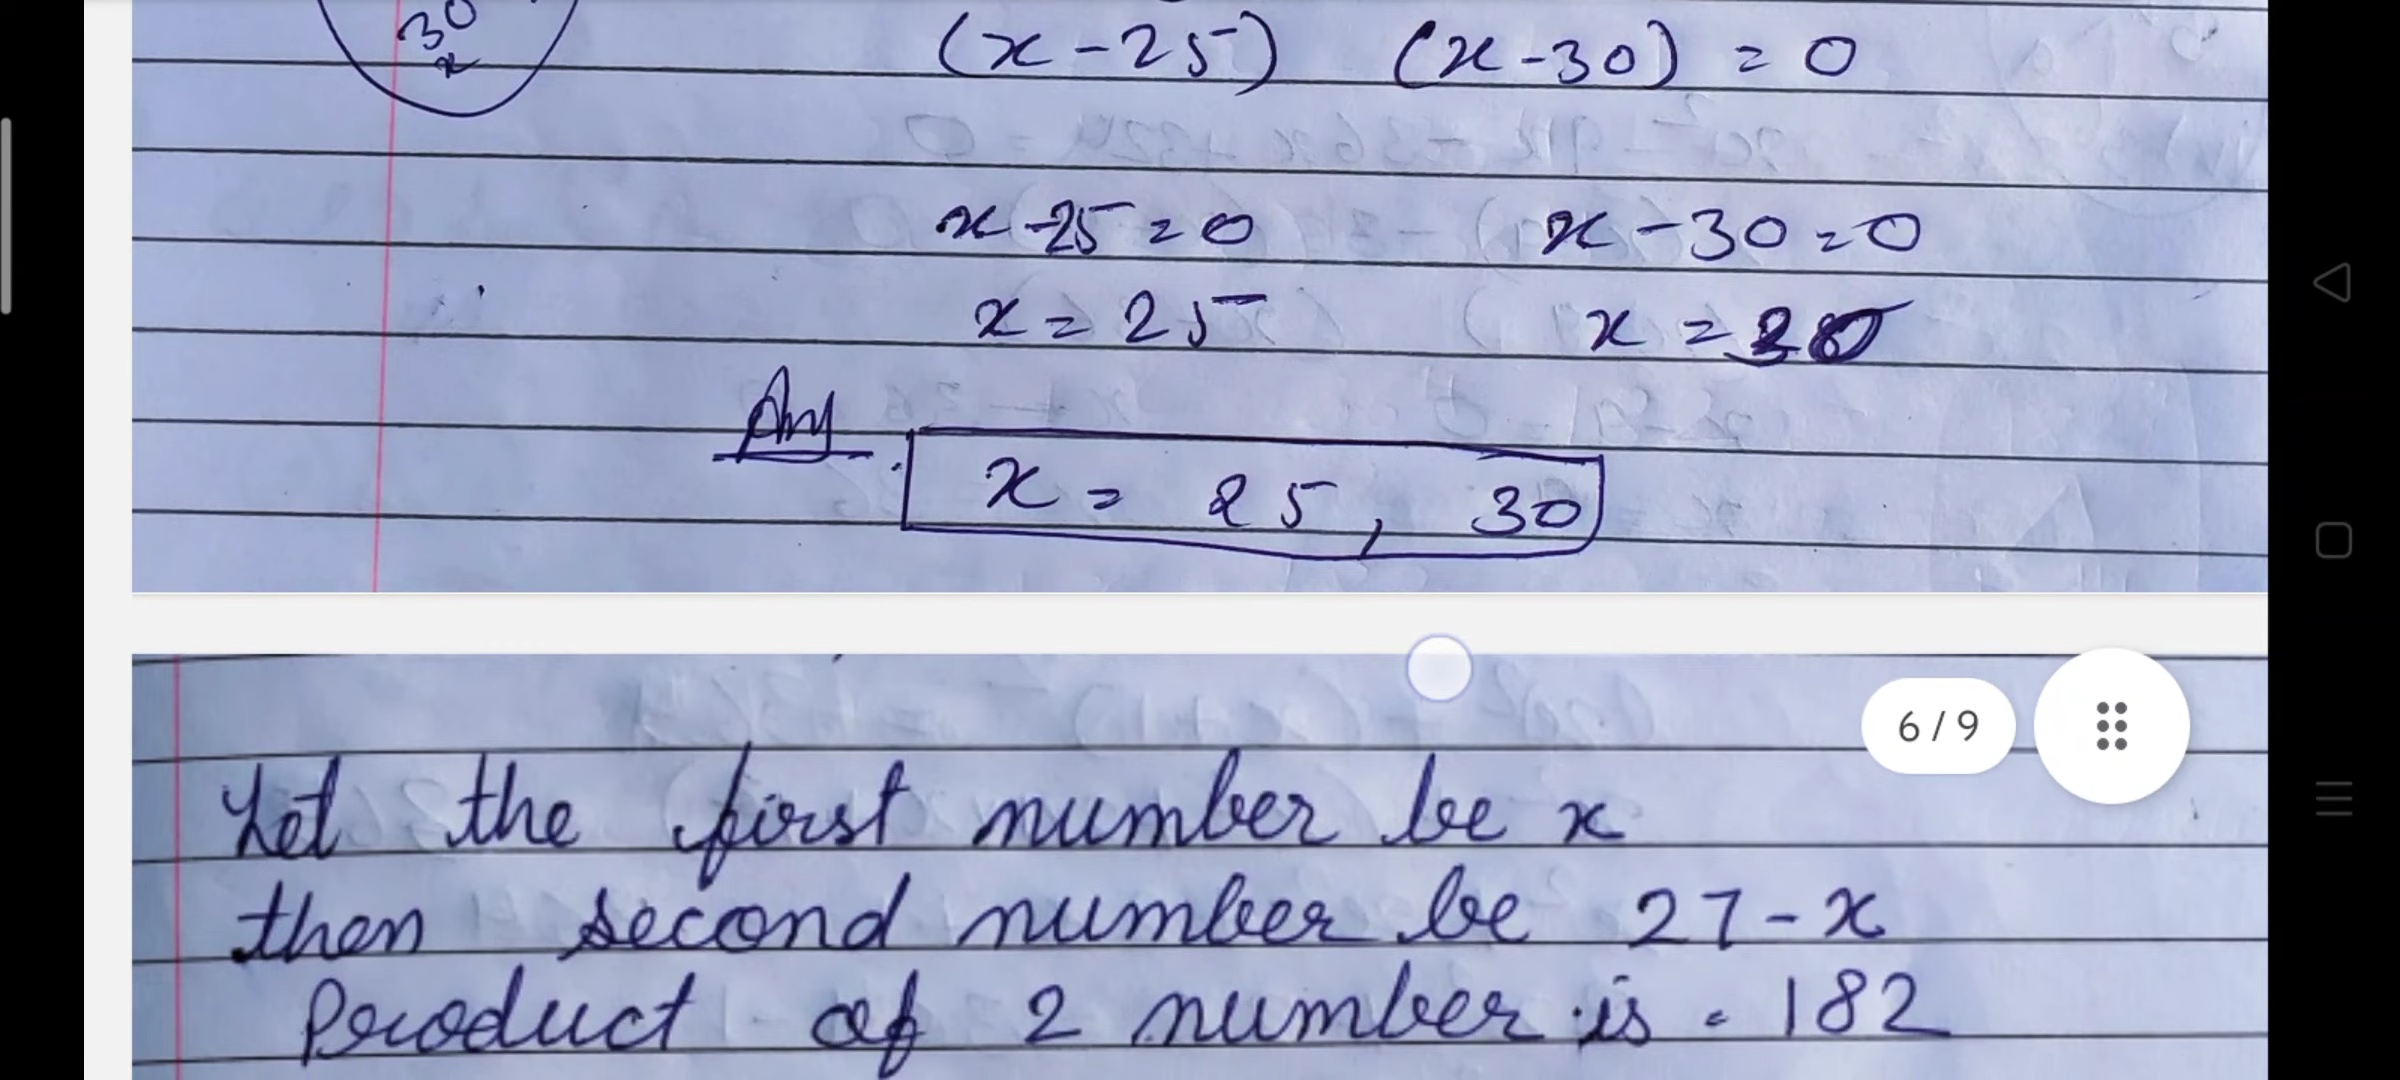 30
x
(x-25) (x-30) = 0
x-25=0 x-30=0
x = 25 x =
Ans. x = 25, 30
6 / 9
Let the first number be x
then second number be 27-x
Product of 2 number is = 182